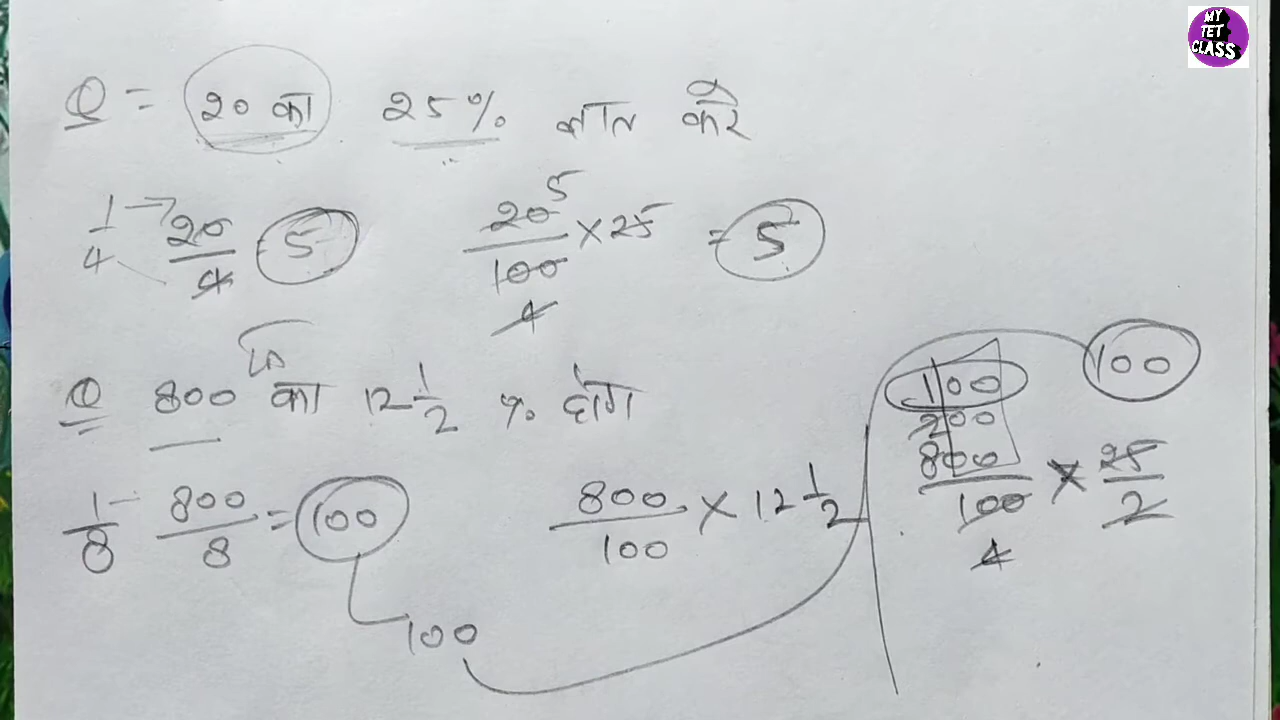 Q = 20 का 25% ज्ञात करे
1/4 → 20/4 = 5
20/100 × 25 = 5
5
4
Q 800 का 12 1/2 % होगा
1/8 - 800/8 = 100
100
800/100 × 12 1/2
100
200
800/100 × 25/2
4
100
MY
TET
CLASS